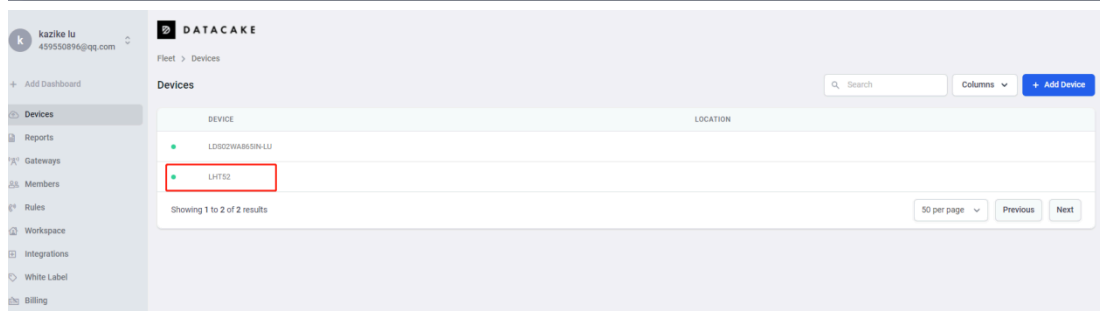 k
kazike lu
459550896@qq.com
+ Add Dashboard
Devices
Reports
Gateways
Members
Rules
Workspace
Integrations
White Label
Billing
DATACAKE
Fleet > Devices
Devices
Search
Columns
+ Add Device
DEVICE LOCATION
LDS02WA865IN-LU
LHT52
Showing 1 to 2 of 2 results
50 per page
Previous
Next